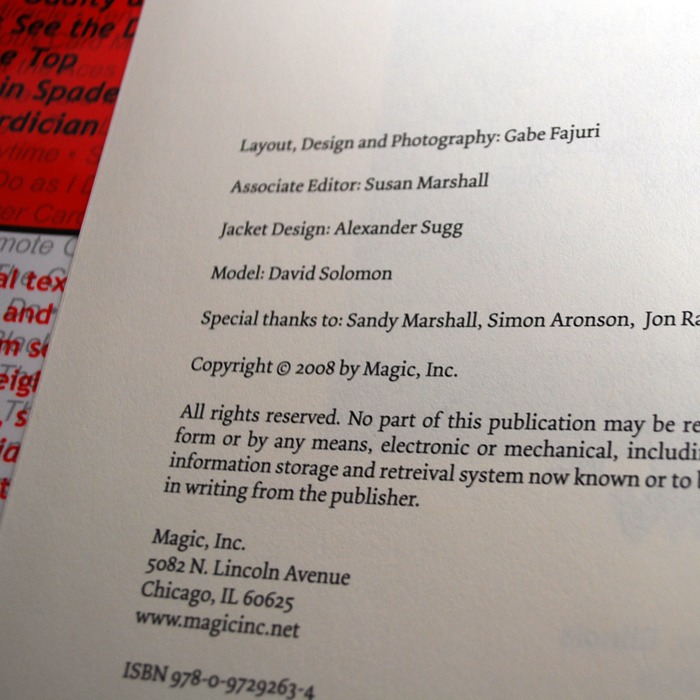 See the
e Top
in Spade
rdician
Do as I
mote
al tex
and
Layout, Design and Photography: Gabe Fajuri
Associate Editor: Susan Marshall
Jacket Design: Alexander Sugg
Model: David Solomon
Special thanks to: Sandy Marshall, Simon Aronson, Jon Ra
Copyright © 2008 by Magic, Inc.
All rights reserved. No part of this publication may be re
form or by any means, electronic or mechanical, includi
information storage and retreival system now known or to
in writing from the publisher.
Magic, Inc.
5082 N. Lincoln Avenue
Chicago, IL 60625
www.magicinc.net
ISBN 978-0-9729263-4